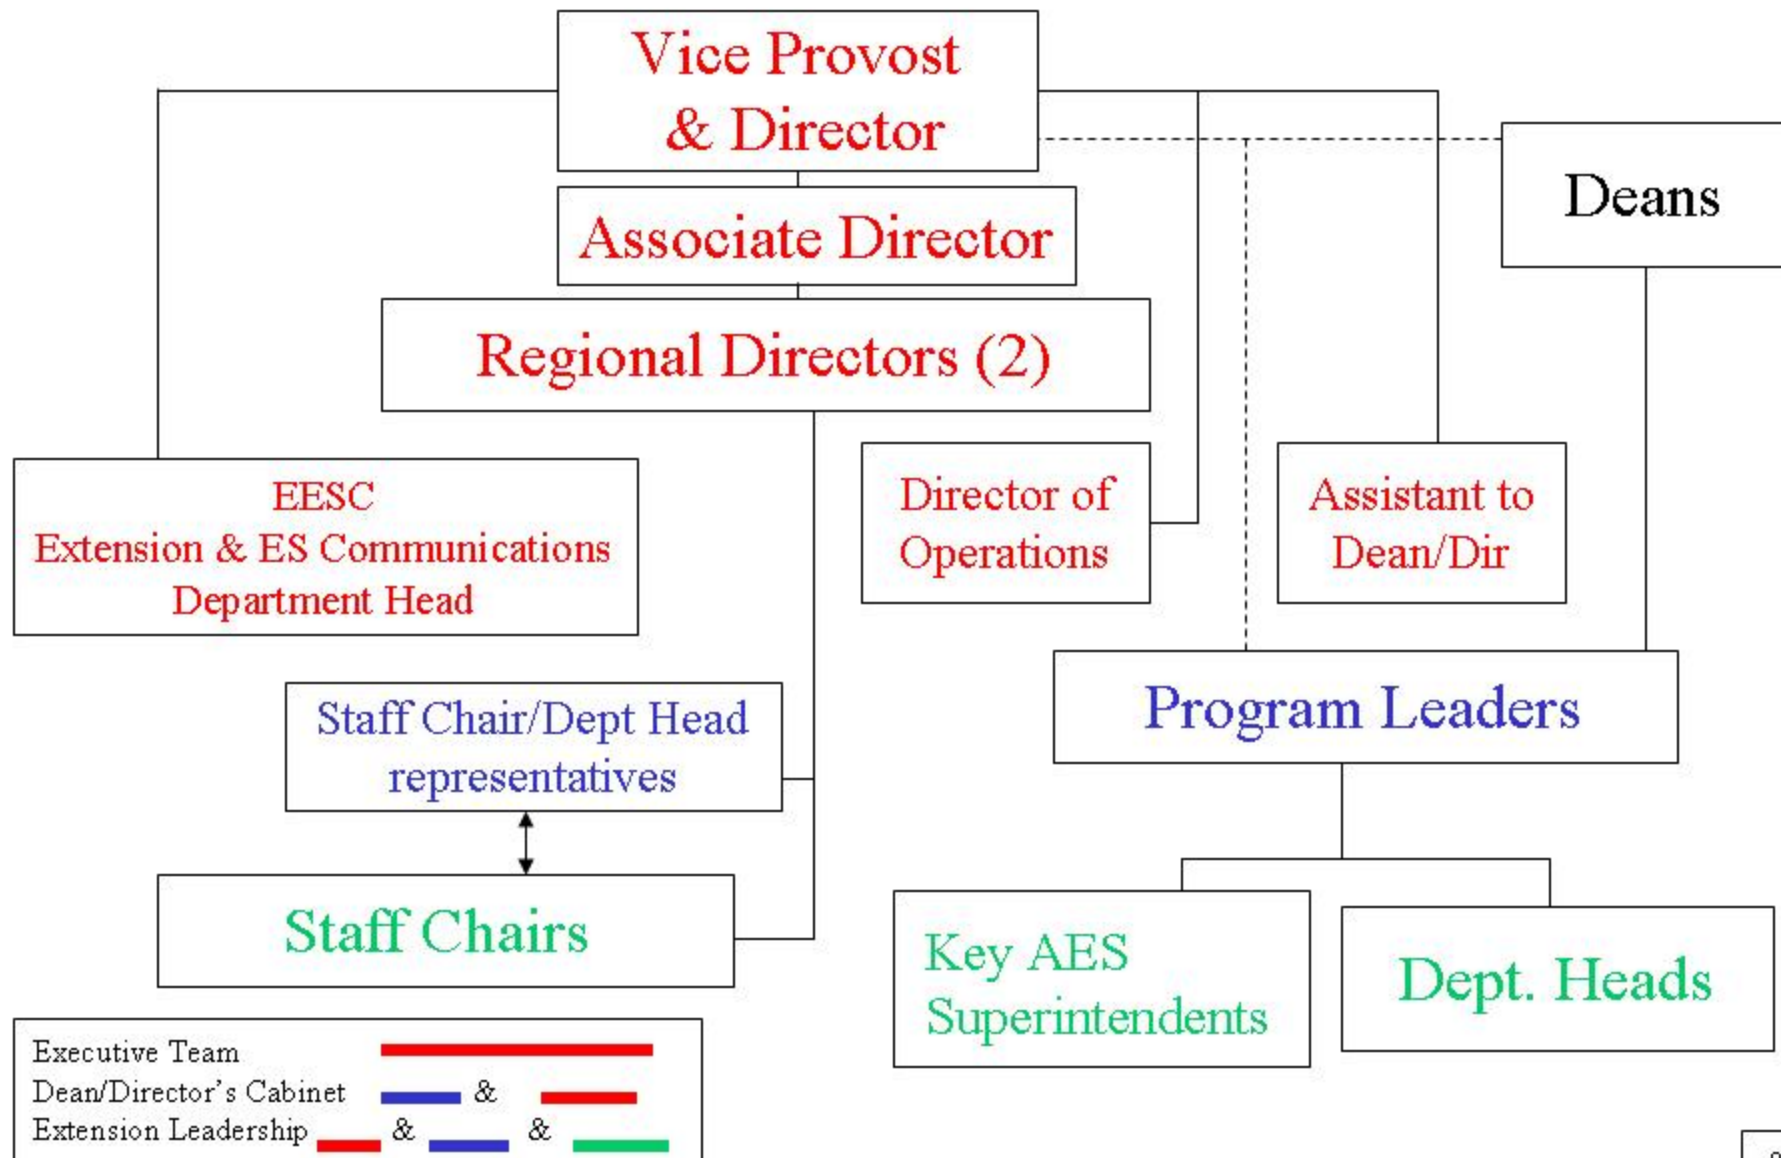 Vice Provost
& Director
Deans
Associate Director
Regional Directors (2)
EESC
Extension & ES Communications
Department Head
Director of
Operations
Assistant to
Dean/Dir
Staff Chair/Dept Head
representatives
Program Leaders
Staff Chairs
Key AES
Superintendents
Dept. Heads
Executive Team
Dean/Director's Cabinet &
Extension Leadership & &